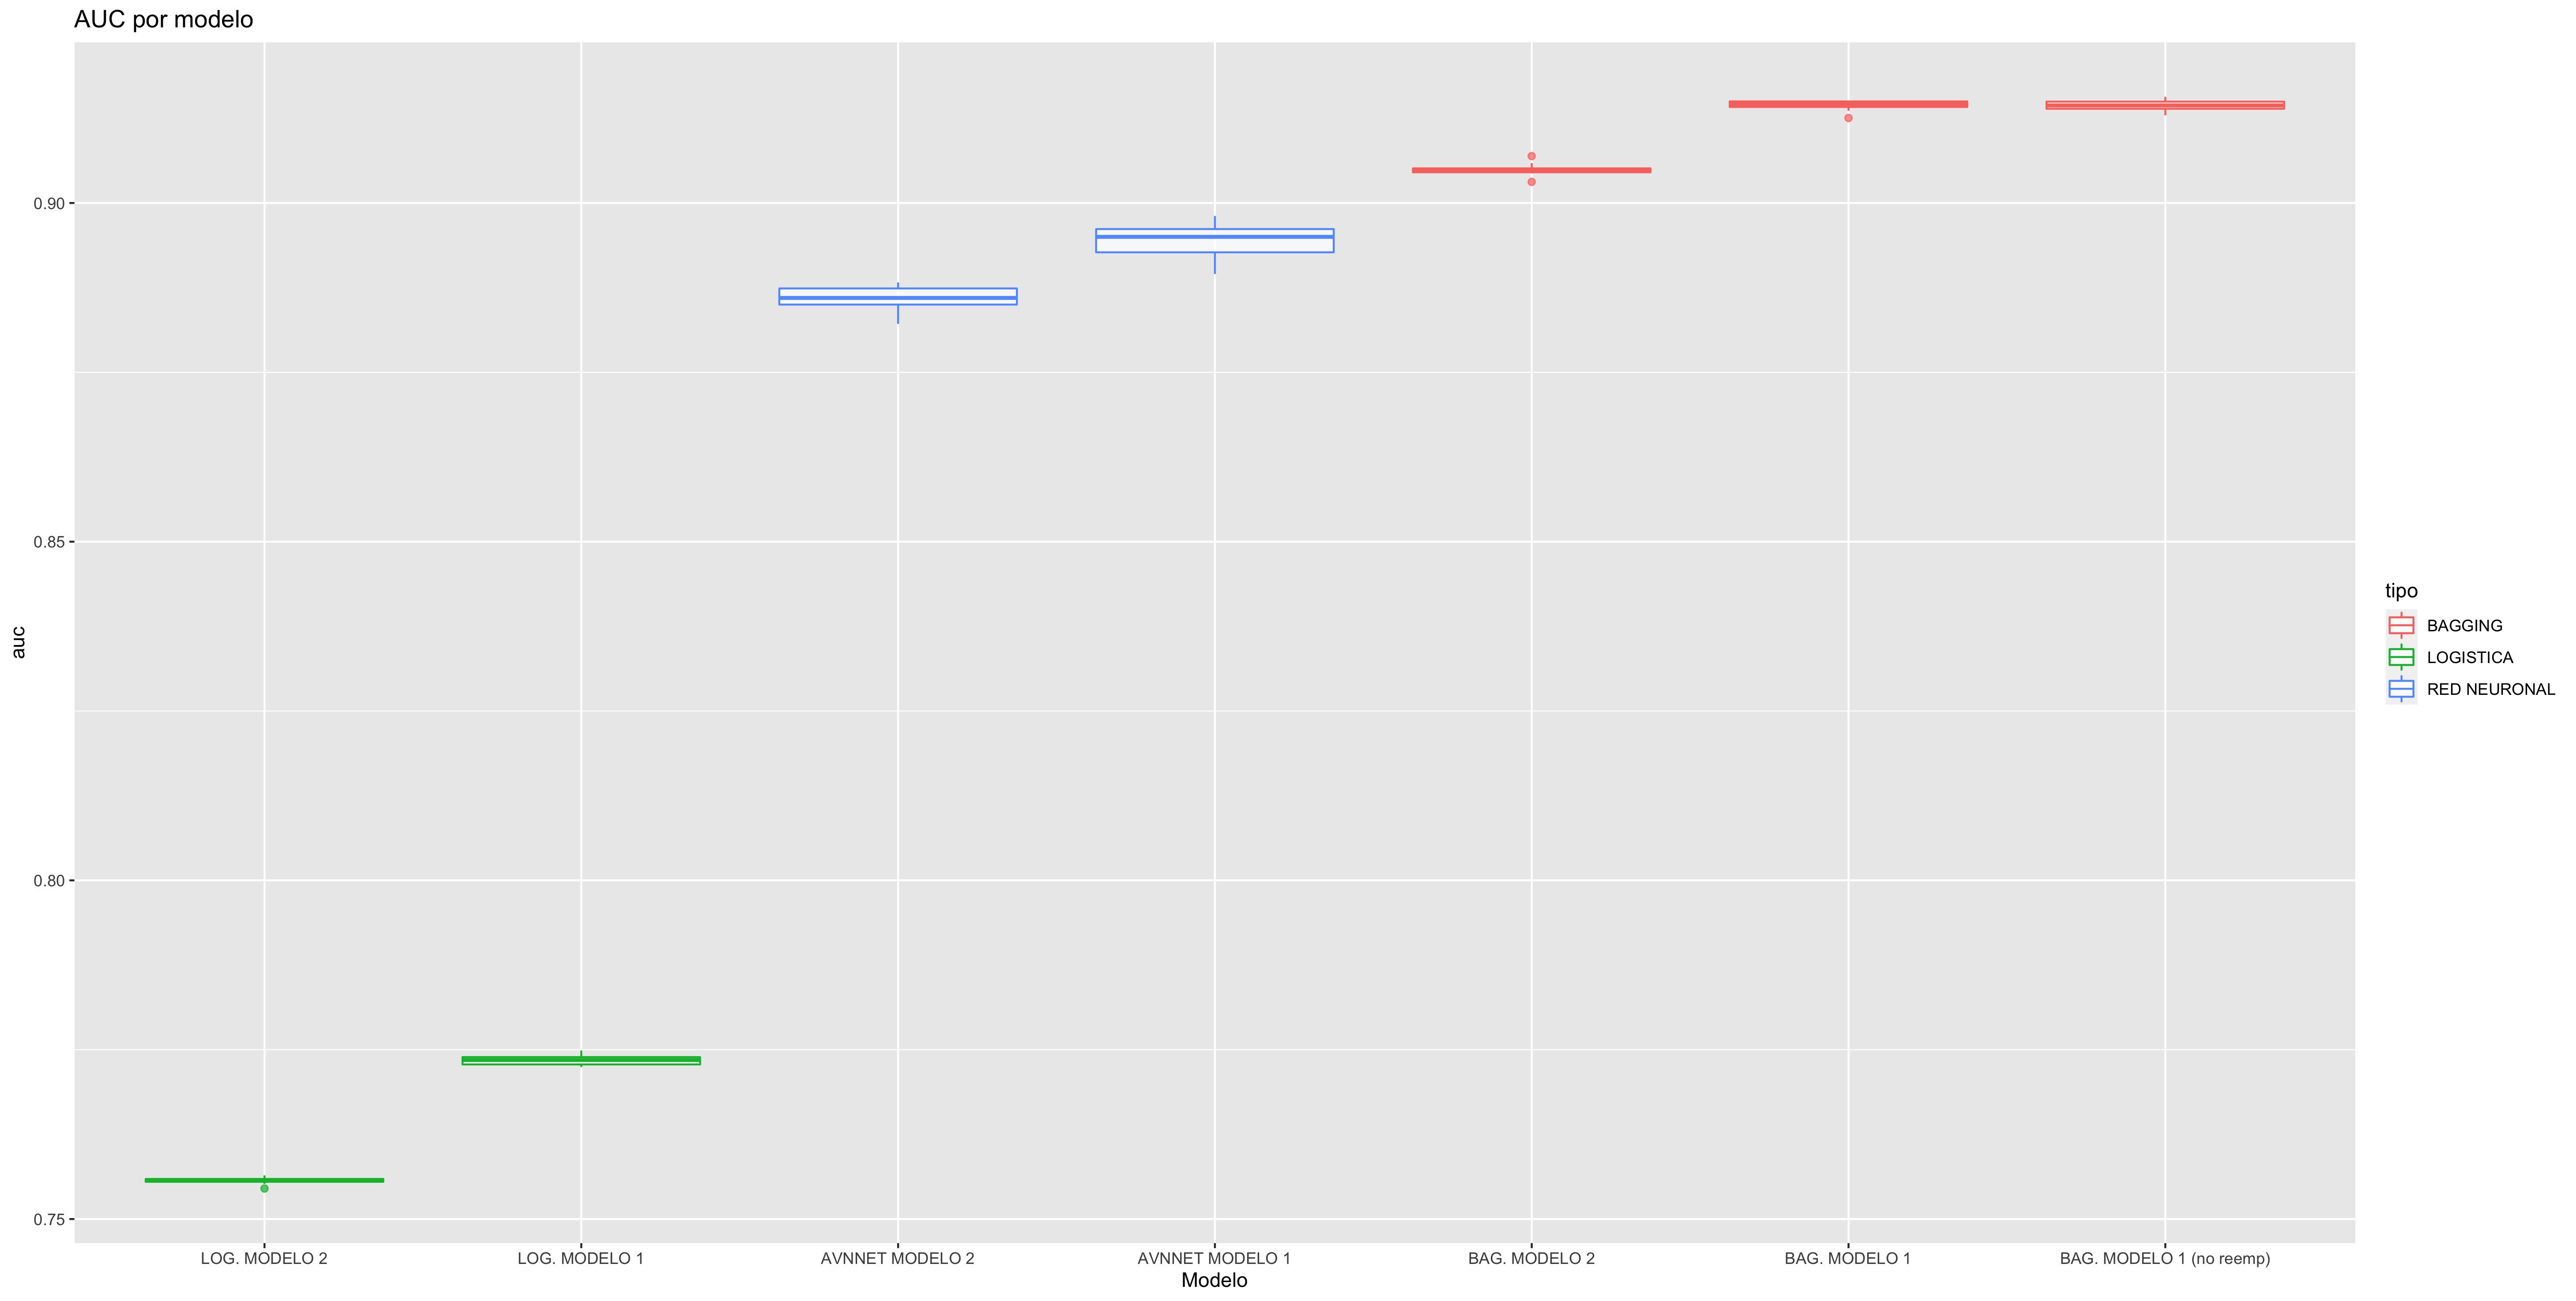 AUC por modelo
0.90
0.85
0.80
0.75
auc
LOG. MODELO 2
LOG. MODELO 1
AVNNET MODELO 2
AVNNET MODELO 1
BAG. MODELO 2
BAG. MODELO 1
BAG. MODELO 1 (no reemp)
Modelo
tipo
BAGGING
LOGISTICA
RED NEURONAL